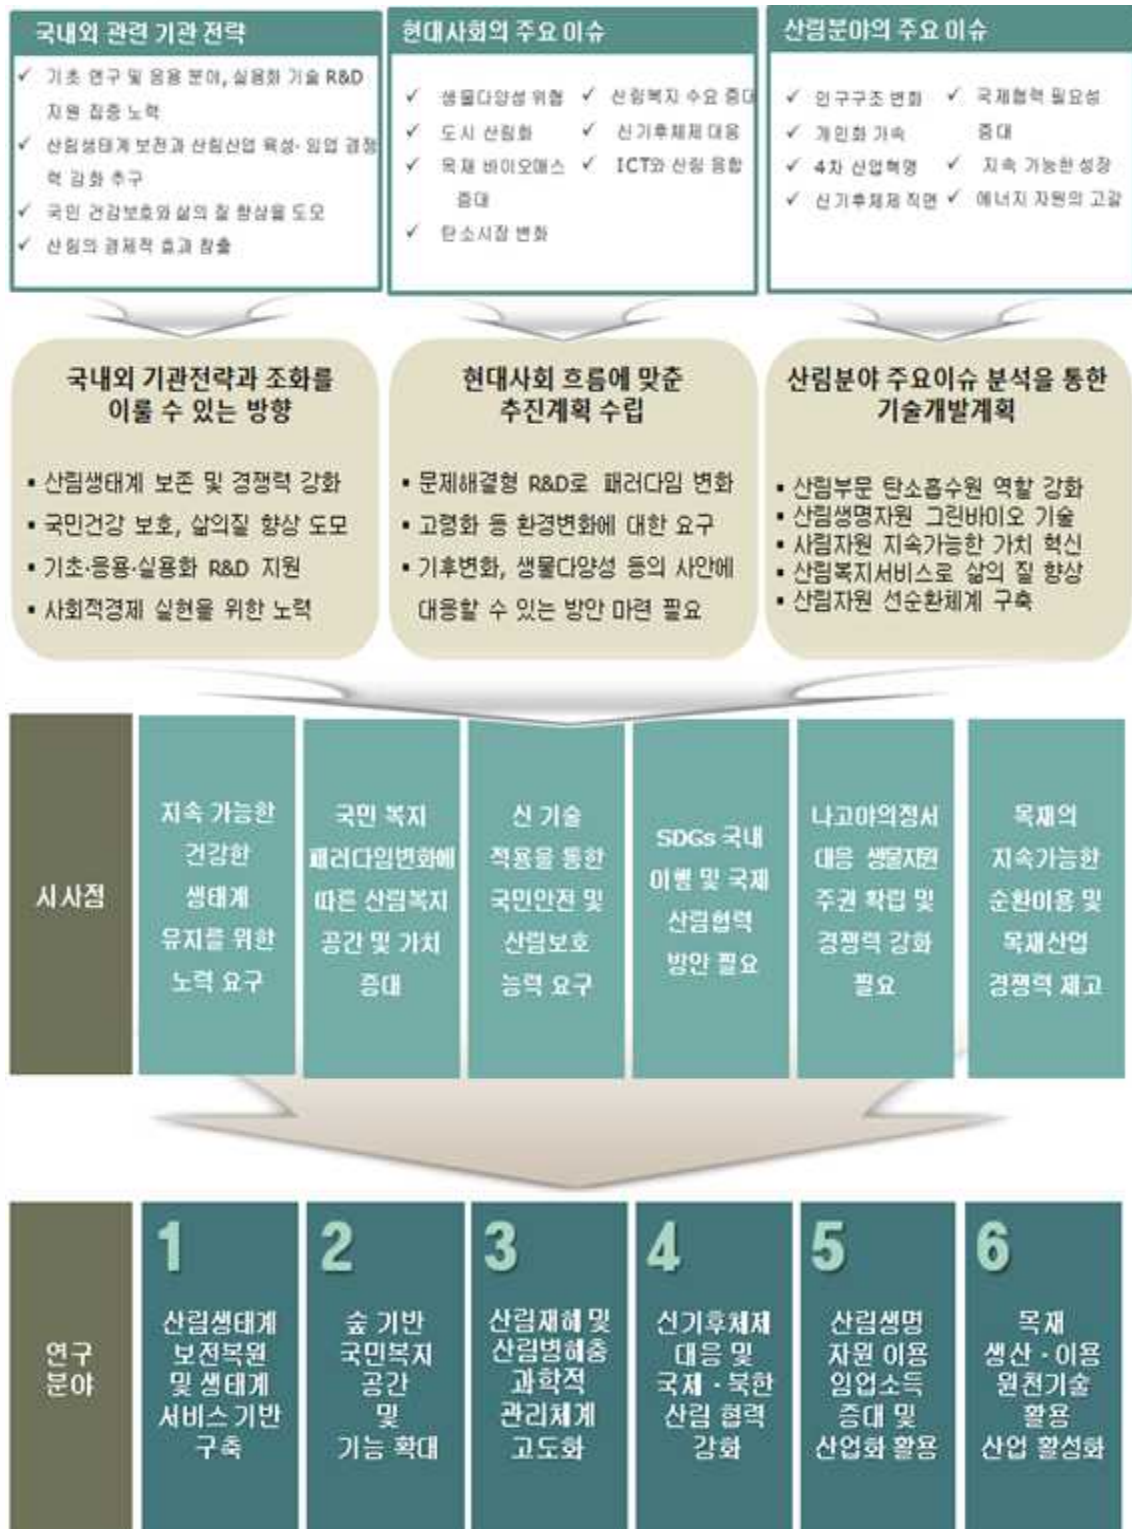 국내외 관련 기관 전략
✓ 기초 연구 및 응용 분야, 실용화 기술 R&D
지원 집중 노력
✓ 산림생태계 보전과 산림산업 육성· 임업 경쟁
력 강화 추구
✓ 국민 건강보호와 삶의 질 향상을 도모
✓ 산림의 경제적 효과 창출
현대사회의 주요 이슈
✓ 생물다양성 위협
✓ 도시 산림화
✓ 목재 바이오매스
증대
✓ 탄소시장 변화
✓ 산림복지 수요 증대
✓ 신기후체제 대응
✓ ICT와 산림 융합
산림분야의 주요 이슈
✓ 인구구조 변화
✓ 개인화 가속
✓ 4차 산업혁명
✓ 신기후체제 직면
✓ 국제협력 필요성
증대
✓ 지속 가능한 성장
✓ 에너지 자원의 고갈
국내외 기관전략과 조화를
이룰 수 있는 방향
▪ 산림생태계 보존 및 경쟁력 강화
▪ 국민건강 보호, 삶의질 향상 도모
▪ 기초·응용·실용화 R&D 지원
▪ 사회적경제 실현을 위한 노력
현대사회 흐름에 맞춘
추진계획 수립
▪ 문제해결형 R&D로 패러다임 변화
▪ 고령화 등 환경변화에 대한 요구
▪ 기후변화, 생물다양성 등의 사안에
대응할 수 있는 방안 마련 필요
산림분야 주요이슈 분석을 통한
기술개발계획
▪ 산림부문 탄소흡수원 역할 강화
▪ 산림생명자원 그린바이오 기술
▪ 사림자원 지속가능한 가치 혁신
▪ 산림복지서비스로 삶의 질 향상
▪ 산림자원 선순환체계 구축
시사점
지속 가능한
건강한
생태계
유지를 위한
노력 요구
국민 복지
패러다임변화에
따른 산림복지
공간 및 가치
증대
신 기술
적용을 통한
국민안전 및
산림보호
능력 요구
SDGs 국내
이행 및 국제
산림협력
방안 필요
나고야의정서
대응 생물자원
주권 확립 및
경쟁력 강화
필요
목재의
지속가능한
순환이용 및
목재산업
경쟁력 제고
연구
분야
1
산림생태계
보전복원
및 생태계
서비스 기반
구축
2
숲 기반
국민복지
공간
및
기능 확대
3
산림재해 및
산림병해충
과학적
관리체계
고도화
4
신기후체제
대응 및
국제 · 북한
산림 협력
강화
5
산림생명
자원 이용
임업소득
증대 및
산업화 활용
6
목재
생산 · 이용
원천기술
활용
산업 활성화